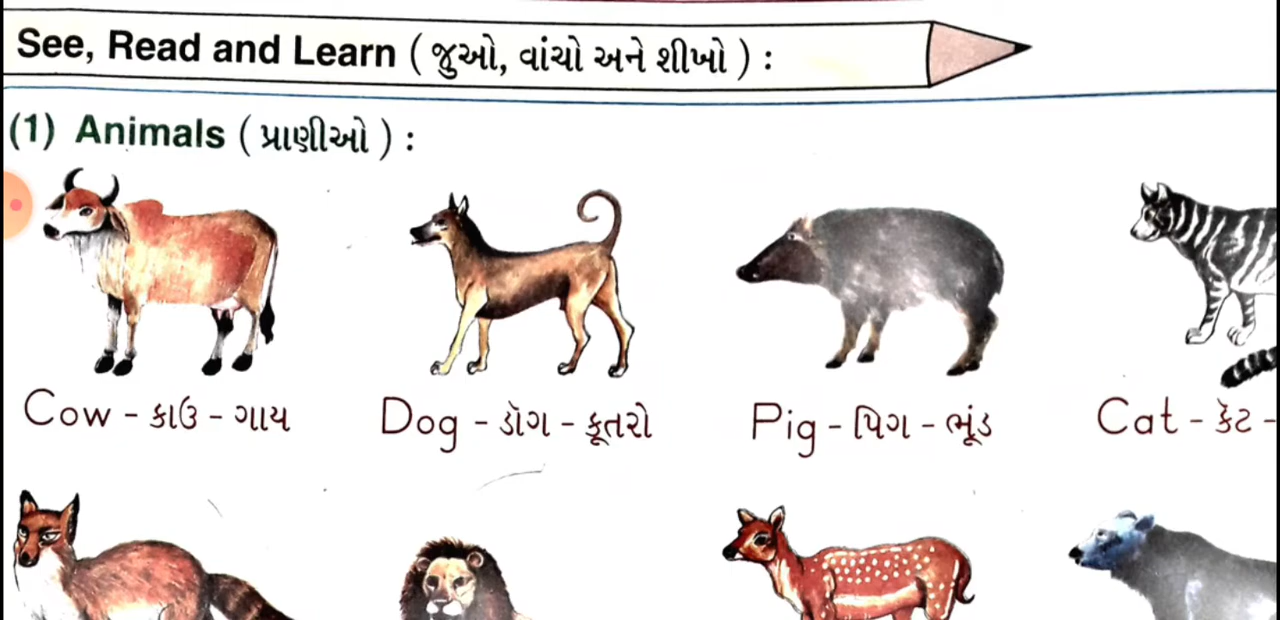 See, Read and Learn ( જુઓ, વાંચો અને શીખો ) :
(1) Animals ( પ્રાણીઓ ) :
Cow - કાઉ - ગાય
Dog - ડૉગ - કૂતરો
Pig - પિગ - ભૂંડ
Cat - કૅટ -